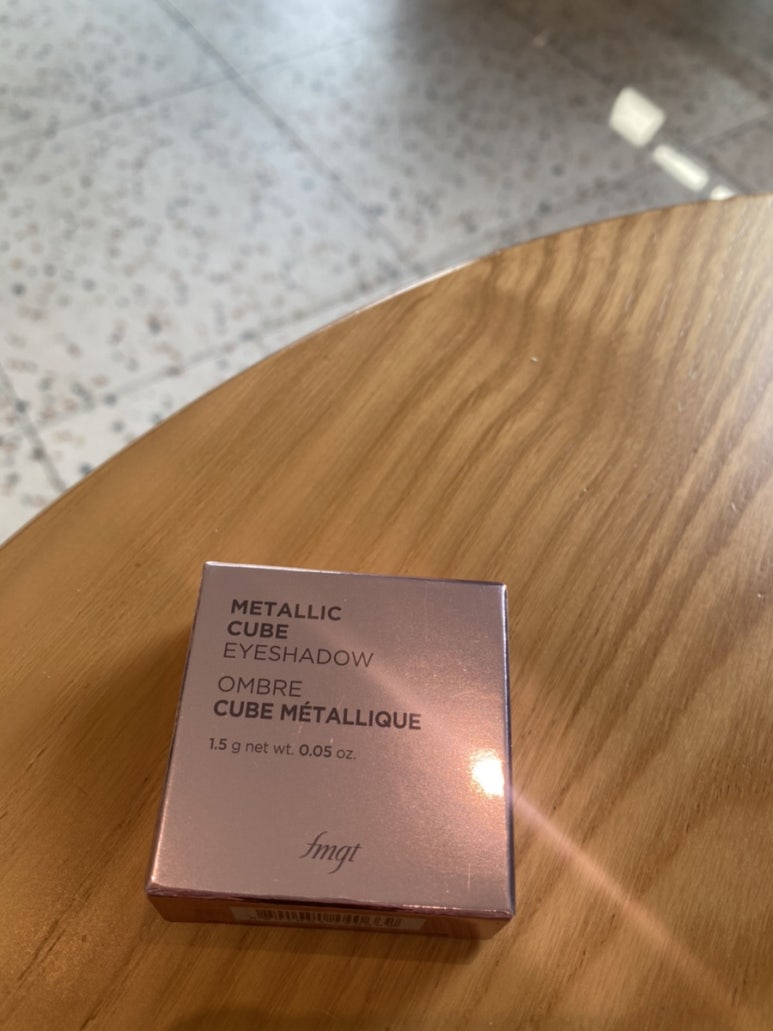 METALLIC
CUBE
EYESHADOW
OMBRE
CUBE MÉTALLIQUE
1.5 g net wt. 0.05 oz.
fmgt